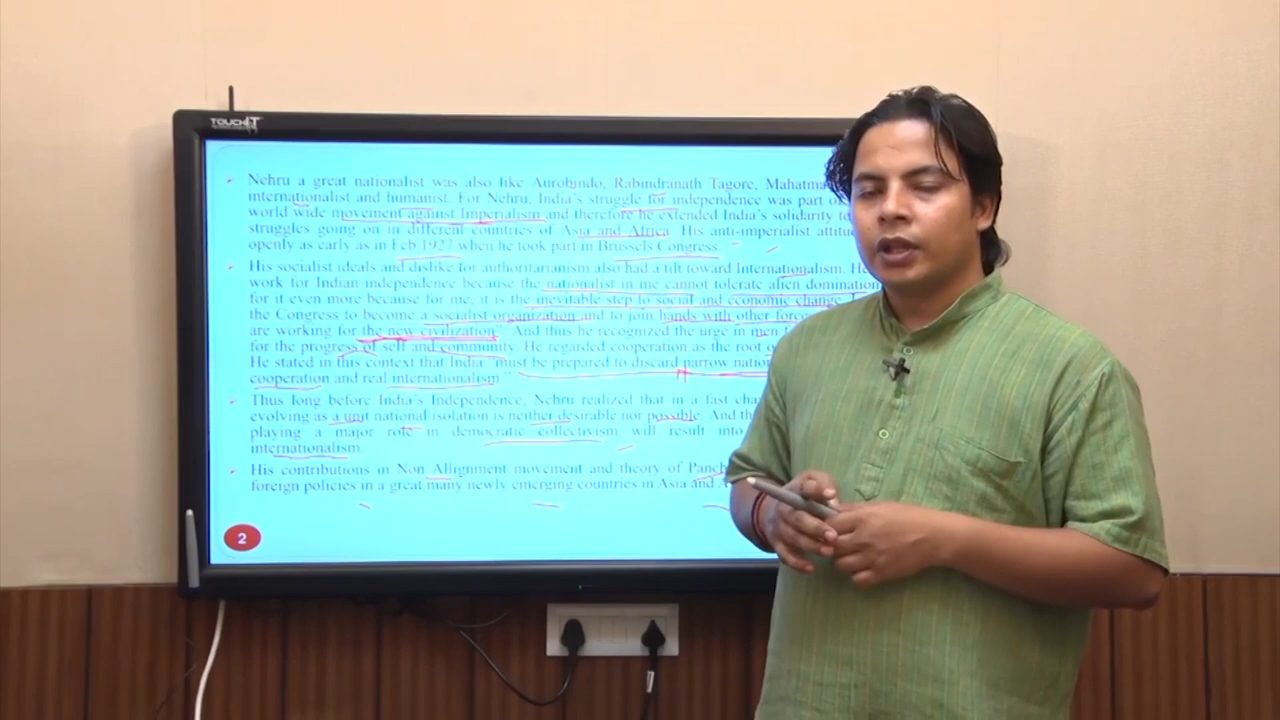 TOUCHIT
Nehru a great nationalist was also like Aurobindo, Rabindranath Tagore,
internationalist and humanist. For Nehru, India's struggle for independence was part
world wide movement against Imperialism and therefore he extended India's solidarity to
struggles going on in different countries of Asia and Africa. His anti-imperialist
openly as early as in Feb 1927 when he took part in Brussels Congress.
His socialist ideals and dislike for authoritarianism also had a tilt toward Internationalism. He
work for Indian independence because the nationalist in me cannot tolerate alien domination
for it even more because for me, it is the inevitable step to social and economic change.
the Congress to become a socialist organization and to join hands with other
are working for the new civilization" And thus he recognized the urge in men
for the progress of self and community. He regarded cooperation as the root
He stated in this context that India "must be prepared to discard narrow
cooperation and real internationalism."
Thus long before India's Independence, Nehru realized that in a fast
evolving as a unit national isolation is neither desirable not possible. And
playing a major role in democratic collectivism will result into
internationalism.
His contributions in Non Allignment movement and theory of
foreign policies in a great many newly emerging countries in Asia and
2